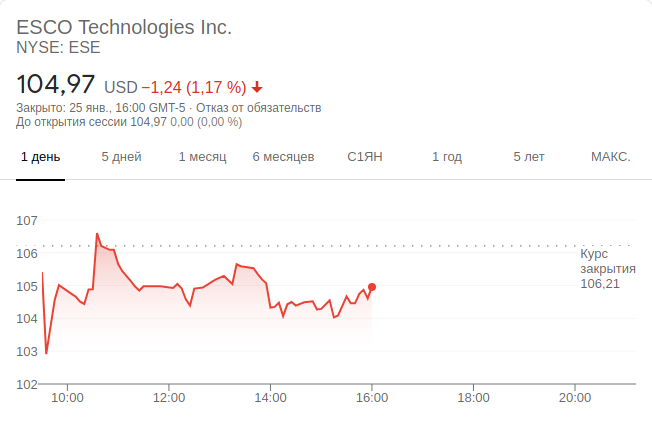 ESCO Technologies Inc.
NYSE: ESE
104,97 USD −1,24 (1,17 %)
Закрыто: 25 янв., 16:00 GMT-5 · Отказ от обязательств
До открытия сессии 104,97 0,00 (0,00 %)
1 день 5 дней 1 месяц 6 месяцев С1ЯН 1 год 5 лет МАКС.
107
106
105
104
103
102
Курс
закрытия
106,21
10:00 12:00 14:00 16:00 18:00 20:00